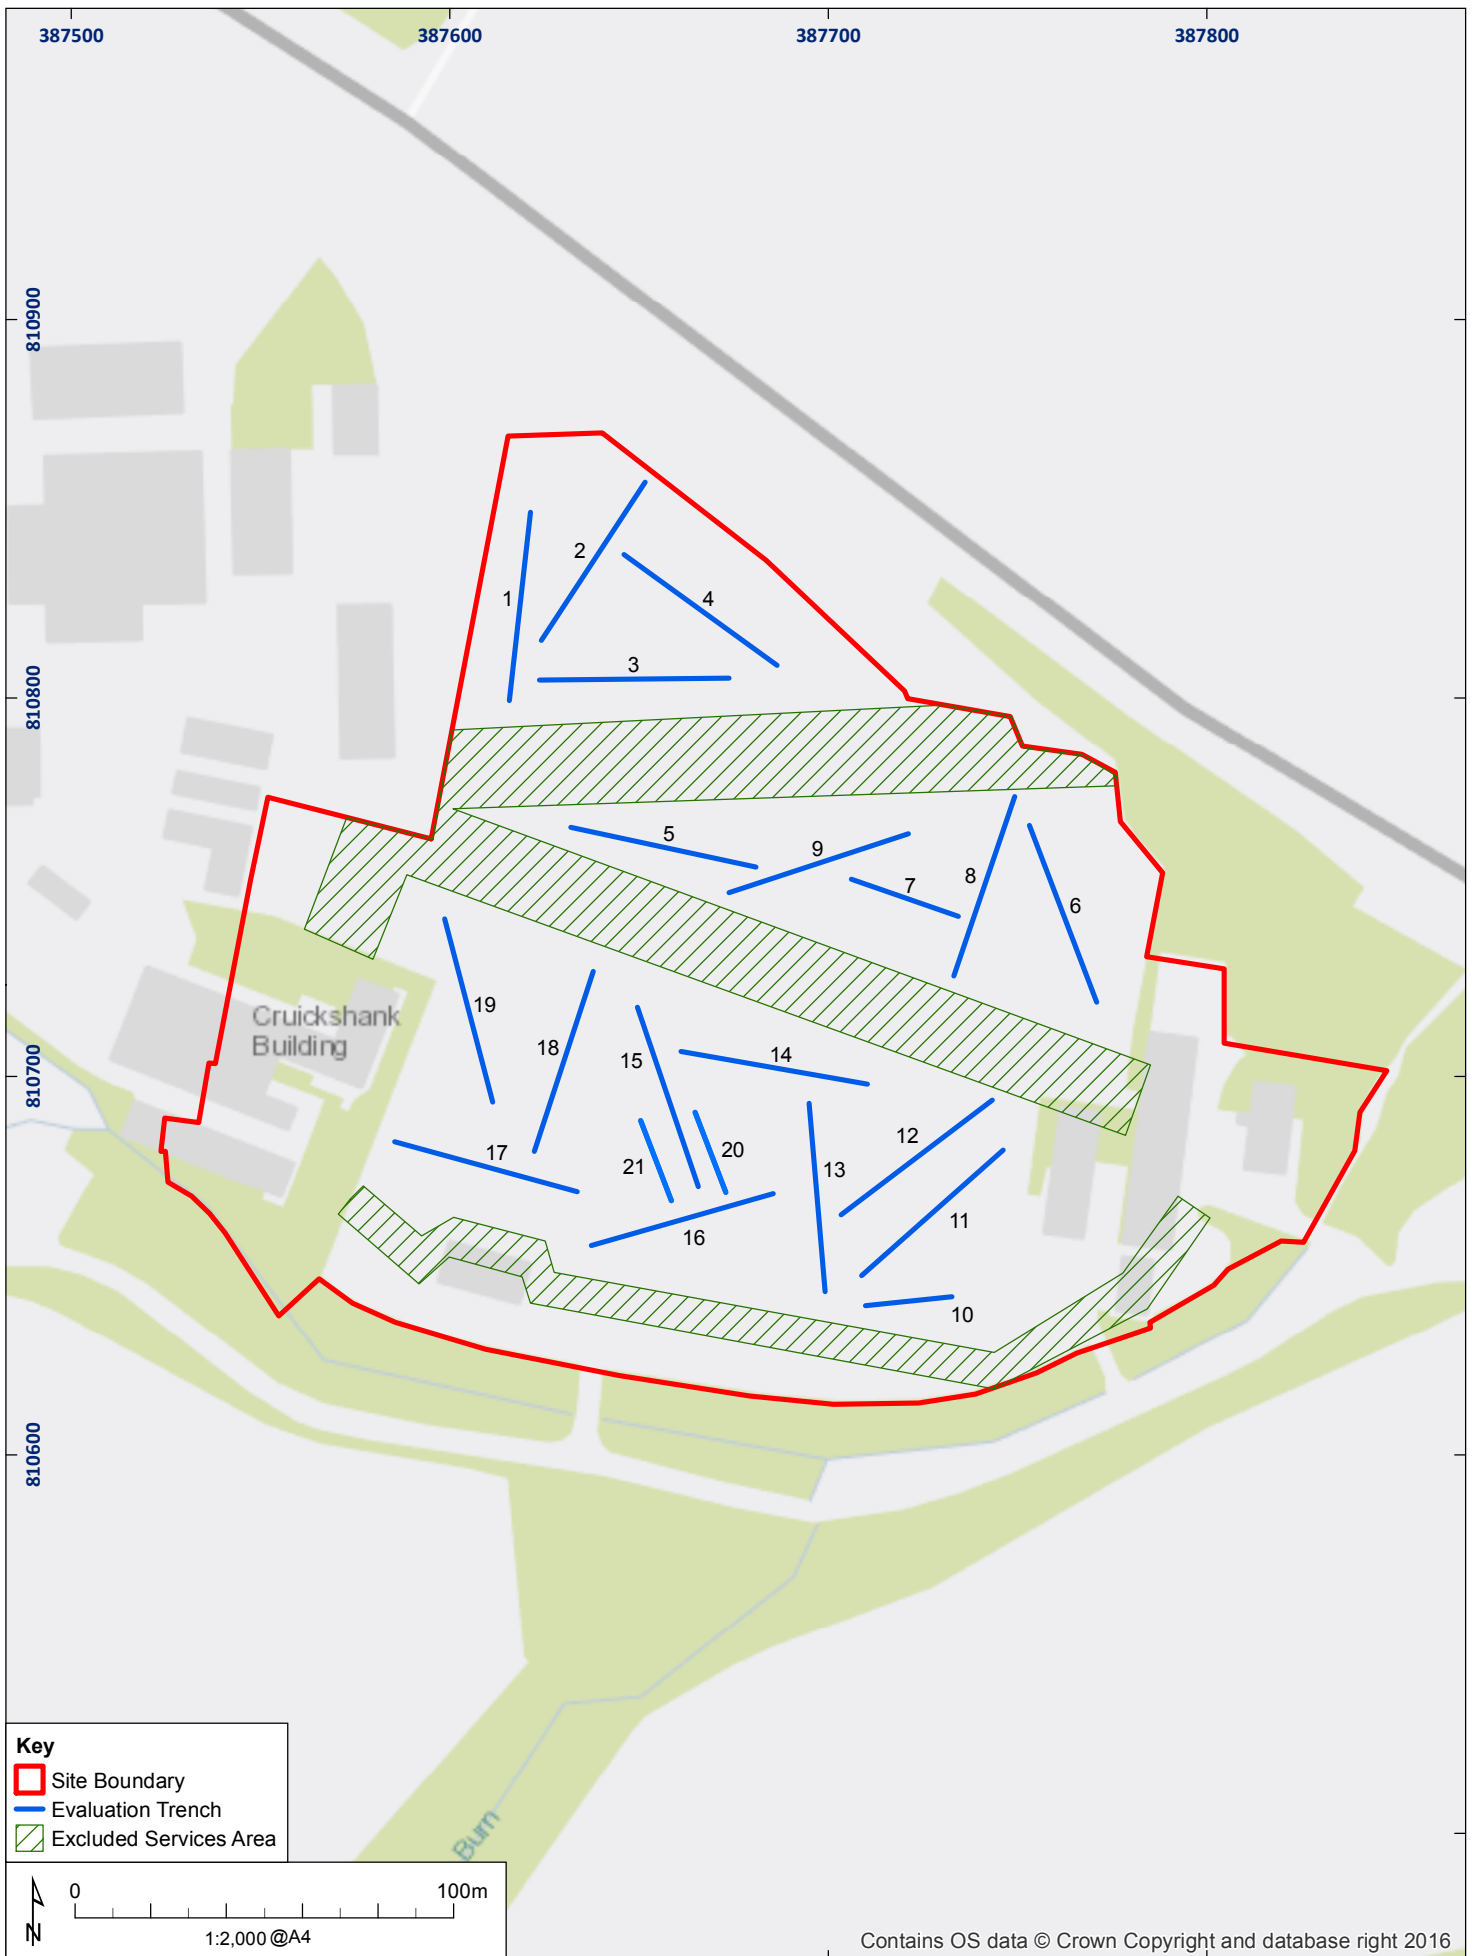 387500
387600
387700
387800
810900
810800
810700
810600
1
2
3
4
5
6
7
8
9
10
11
12
13
14
15
16
17
18
19
20
21
Cruickshank
Building
Burn
Key
Site Boundary
Evaluation Trench
Excluded Services Area
N
0
100m
1:2,000 @A4
Contains OS data © Crown Copyright and database right 2016